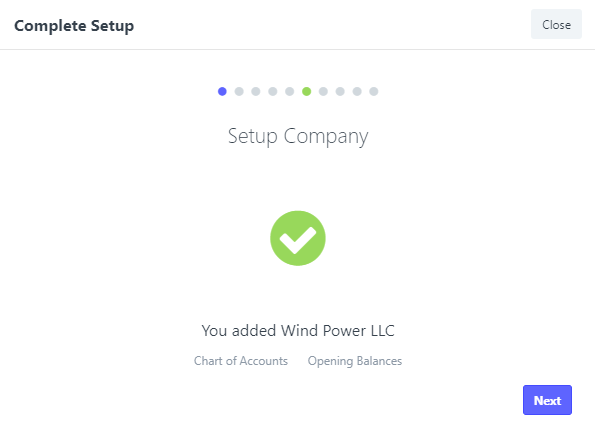 Complete Setup
Close
Setup Company
You added Wind Power LLC
Chart of Accounts
Opening Balances
Next